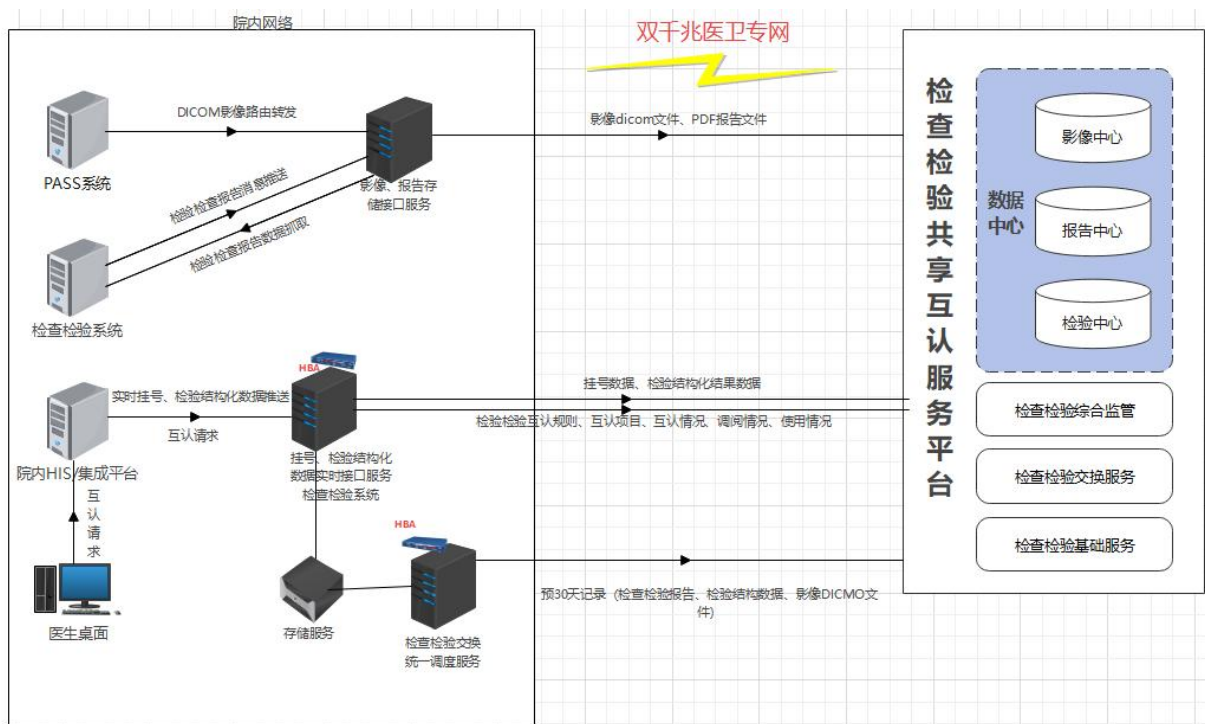 院内网络
双千兆医卫专网
DICOM影像路由转发
PASS系统
影像、报告存
储接口服务
检验检查报告消息推送
检验检查报告数据抓取
检查检验系统
影像dicom文件、PDF报告文件
HBA
实时挂号、检验结构化数据推送
互认请求
院内HIS/集成平台
挂号、检验结构化
数据实时接口服务
检查检验系统
挂号数据、检验结构化结果数据
检验检验互认规则、互认项目、互认情况、调阅情况、使用情况
互认请求
医生桌面
存储服务
HBA
检查检验交换
统一调度服务
预30天记录（检查检验报告、检验结构数据、影像DICMO文
件)
检查检验共享互认服务平台
数据
中心
影像中心
报告中心
检验中心
检查检验综合监管
检查检验交换服务
检查检验基础服务